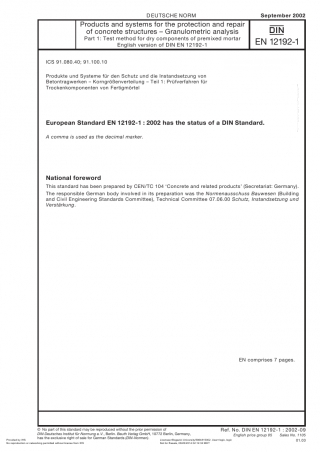 DEUTSCHE NORM
September 2002
Products and systems for the protection and repair
of concrete structures – Granulometric analysis
Part 1: Test method for dry components of premixed mortar
English version of DIN EN 12192-1
DIN
EN 12192-1
ICS 91.080.40; 91.100.10
Produkte und Systeme für den Schutz und die Instandsetzung von
Betontragwerken – Korngrößenverteilung – Teil 1: Prüfverfahren für
Trockenkomponenten von Fertigmörtel
European Standard EN 12192-1 : 2002 has the status of a DIN Standard.
A comma is used as the decimal marker.
National foreword
This standard has been prepared by CEN/TC 104 'Concrete and related products' (Secretariat: Germany).
The responsible German body involved in its preparation was the Normenausschuss Bauwesen (Building
and Civil Engineering Standards Committee), Technical Committee 07.06.00 Schutz, Instandsetzung und
Verstärkung.
EN comprises 7 pages.
© No part of this standard may be reproduced without the prior permission of
DIN Deutsches Institut für Normung e.V., Berlin. Beuth Verlag GmbH, 10772 Berlin, Germany,
has the exclusive right of sale for German Standards (DIN-Normen).
Ref. No. DIN EN 12192-1 : 2002-09
English price group 06 Sales No. 1106
01.03